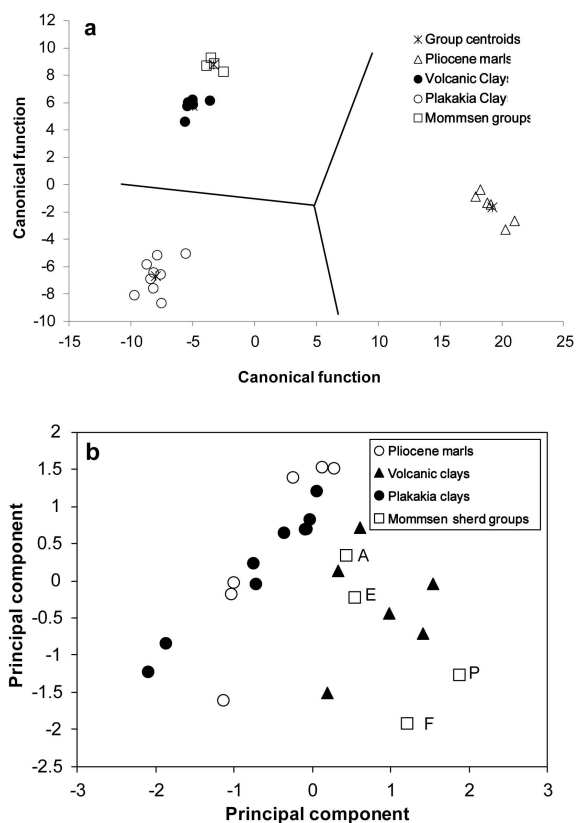 a
12
10
8
6
4
2
0
-2
-4
-6
-8
-10
-15
-10
-5
0
5
10
15
20
25
Canonical function
Canonical function
Group centroids
Pliocene marls
Volcanic Clays
Plakakia Clays
Mommsen groups
b
2
1.5
1
0.5
0
-0.5
-1
-1.5
-2
-2.5
-3
-2
-1
0
1
2
3
Principal component
Principal component
Pliocene marls
Volcanic clays
Plakakia clays
Mommsen sherd groups
A
E
P
F